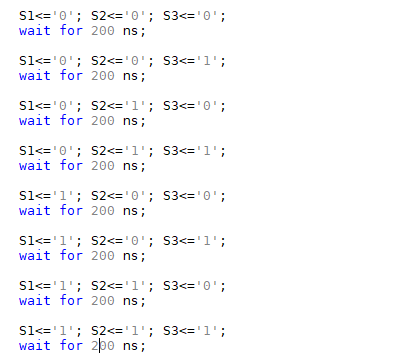 S1<='0'; S2<='0'; S3<='0';
wait for 200 ns;
S1<='0'; S2<='0'; S3<='1';
wait for 200 ns;
S1<='0'; S2<='1'; S3<='0';
wait for 200 ns;
S1<='0'; S2<='1'; S3<='1';
wait for 200 ns;
S1<='1'; S2<='0'; S3<='0';
wait for 200 ns;
S1<='1'; S2<='0'; S3<='1';
wait for 200 ns;
S1<='1'; S2<='1'; S3<='0';
wait for 200 ns;
S1<='1'; S2<='1'; S3<='1';
wait for 200 ns;